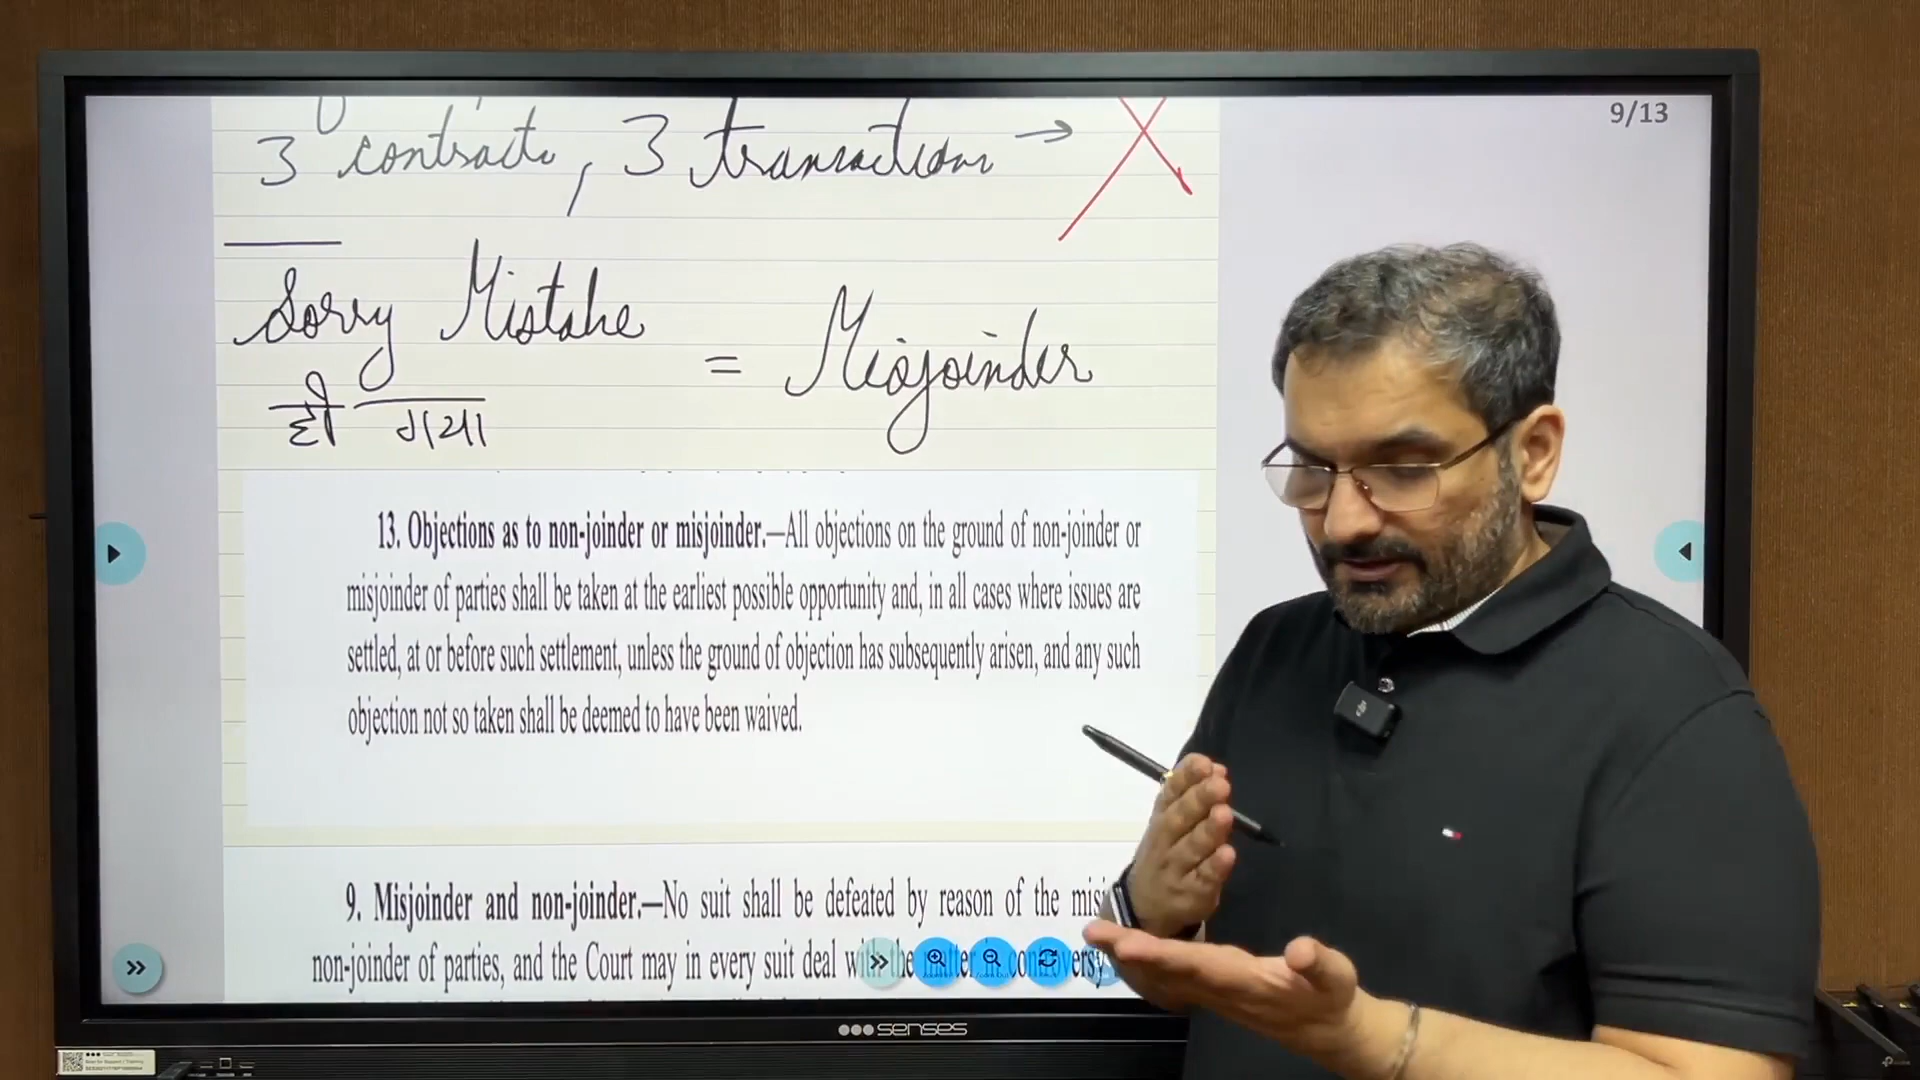 9/13
3 contracts, 3 transactions →
Sorry Mistake
हो गया
= Misjoinder
13. Objections as to non-joinder or misjoinder.—All objections on the ground of non-joinder or
misjoinder of parties shall be taken at the earliest possible opportunity and, in all cases where issues are
settled, at or before such settlement, unless the ground of objection has subsequently arisen, and any such
objection not so taken shall be deemed to have been waived.
9. Misjoinder and non-joinder.—No suit shall be defeated by reason of the
non-joinder of parties, and the Court may in every suit deal with the matter in controversy
senses